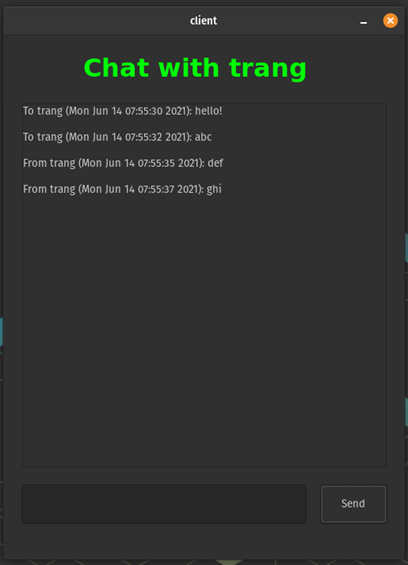 client
Chat with trang
To trang (Mon Jun 14 07:55:30 2021): hello!
To trang (Mon Jun 14 07:55:32 2021): abc
From trang (Mon Jun 14 07:55:35 2021): def
From trang (Mon Jun 14 07:55:37 2021): ghi
Send